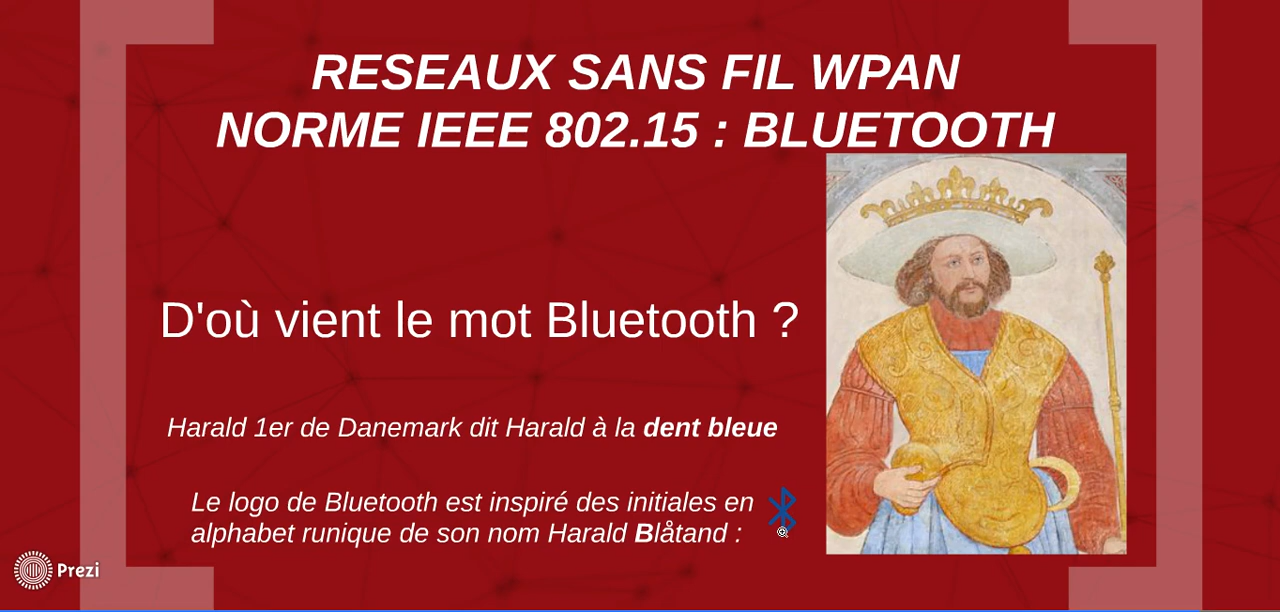 RESEAUX SANS FIL WPAN
NORME IEEE 802.15 : BLUETOOTH
D'où vient le mot Bluetooth ?
Harald 1er de Danemark dit Harald à la dent bleue
Le logo de Bluetooth est inspiré des initiales en
alphabet runique de son nom Harald Blåtand :
Prezi